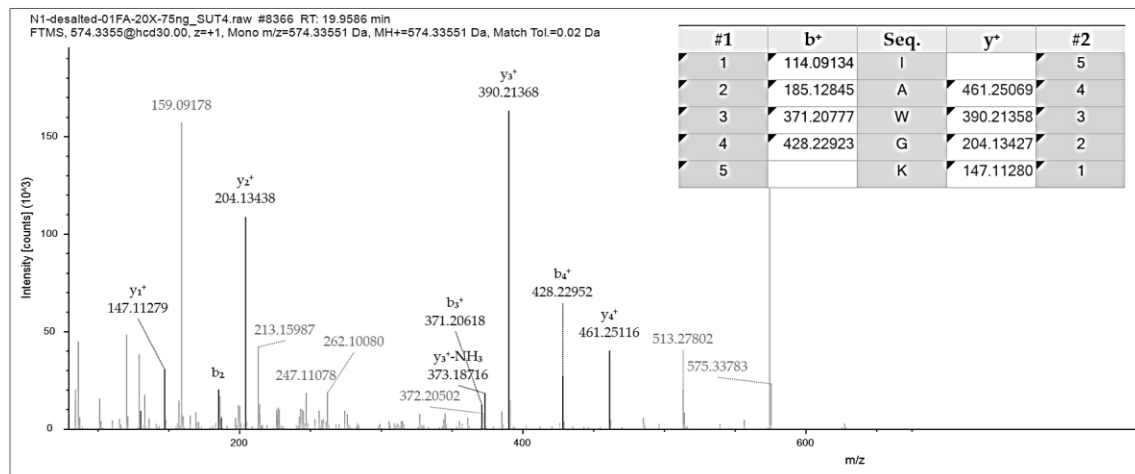 N1-desalted-01FA-20X-75ng_SUT4.raw #8366 RT: 19.9586 min
FTMS, 574.3355@hcd30.00, z=+1, Mono m/z=574.33551 Da, MH+=574.33551 Da, Match Tol.=0.02 Da
#1 b⁺ Seq. y⁺ #2
1 114.09134 I 5
2 185.12845 A 461.25069 4
3 371.20777 W 390.21358 3
4 428.22923 G 204.13427 2
5 K 147.11280 1
y₃⁺
390.21368
159.09178
150
y₂⁺
204.13438
100
Intensity [counts] (10^3)
y₁⁺
147.11279
b₄⁺
428.22952
b₃⁺
371.20618
y₄⁺
461.25116
50
213.15987
262.10080
513.27802
575.33783
y₃⁺-NH₃
373.18716
b₂
247.11078
372.20502
0
200
400
600
m/z